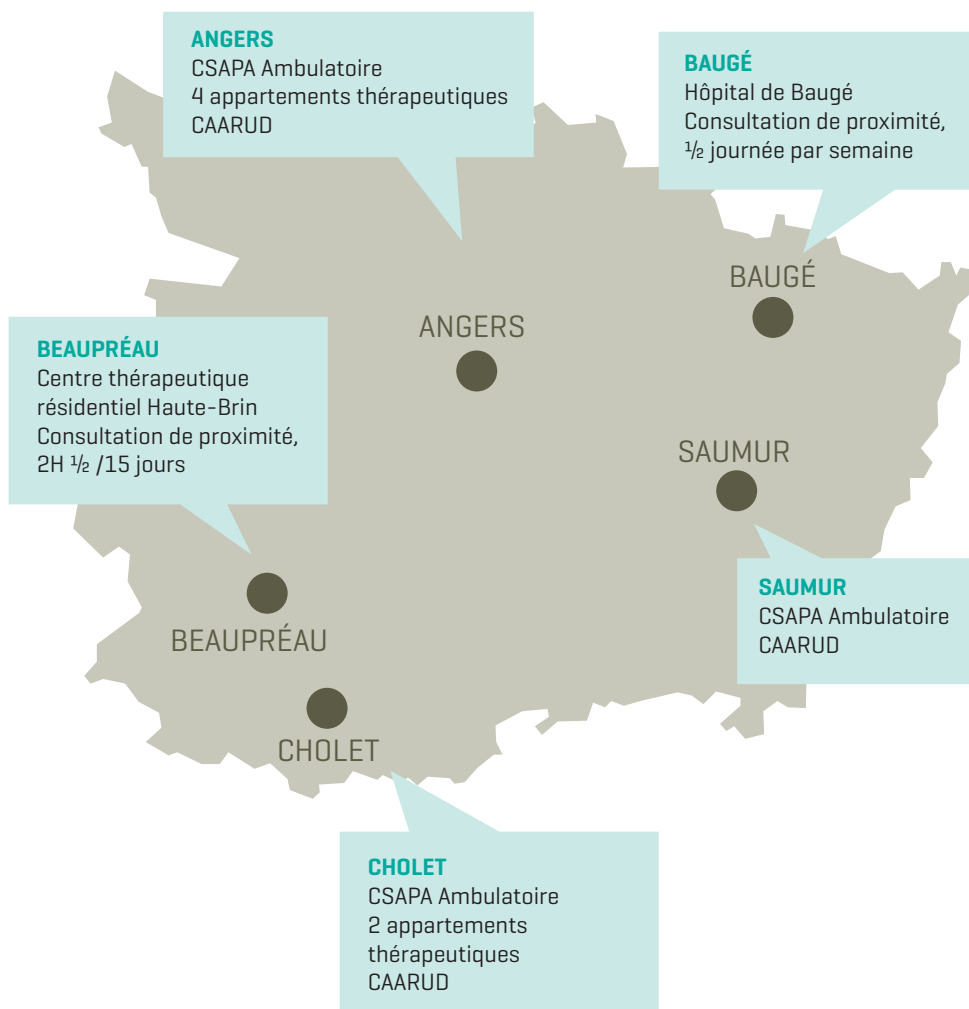 ANGERS
CSAPA Ambulatoire
4 appartements thérapeutiques
CAARUD
BAUGÉ
Hôpital de Baugé
Consultation de proximité,
½ journée par semaine
BAUGÉ
ANGERS
BEAUPRÉAU
Centre thérapeutique
résidentiel Haute-Brin
Consultation de proximité,
2H ½ /15 jours
SAUMUR
SAUMUR
CSAPA Ambulatoire
CAARUD
BEAUPRÉAU
CHOLET
CHOLET
CSAPA Ambulatoire
2 appartements
thérapeutiques
CAARUD